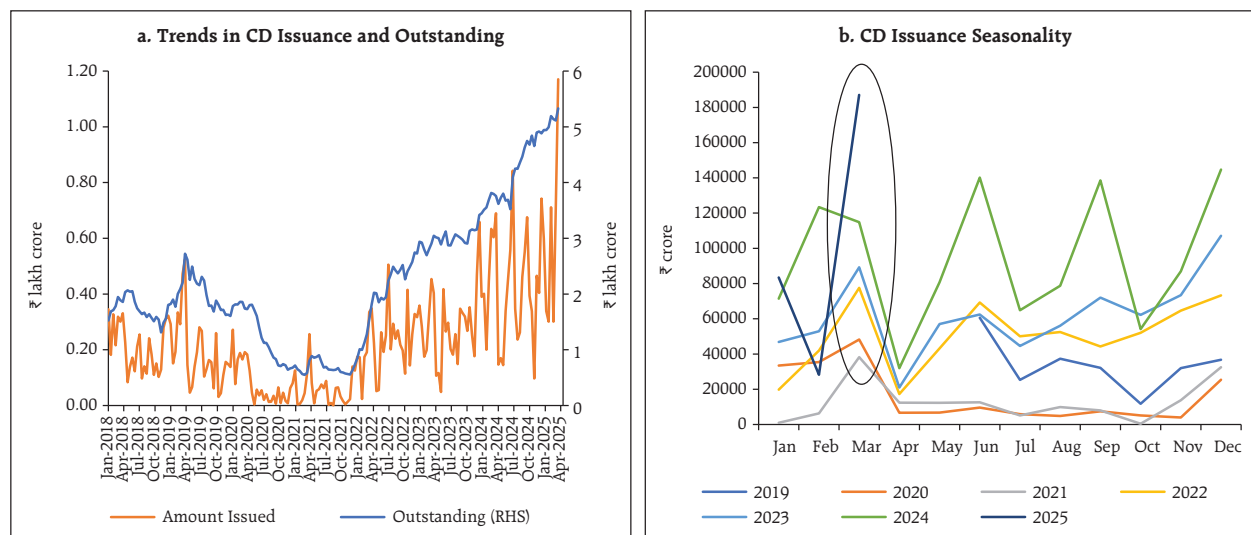 a. Trends in CD Issuance and Outstanding
1.20
1.00
0.80
0.60
0.40
0.20
0.00
₹ lakh crore
6
5
4
3
2
1
0
₹ lakh crore
Jan-2018
Apr-2018
Jul-2018
Oct-2018
Jan-2019
Apr-2019
Jul-2019
Oct-2019
Jan-2020
Apr-2020
Jul-2020
Oct-2020
Jan-2021
Apr-2021
Jul-2021
Oct-2021
Jan-2022
Apr-2022
Jul-2022
Oct-2022
Jan-2023
Apr-2023
Jul-2023
Oct-2023
Jan-2024
Apr-2024
Jul-2024
Oct-2024
Jan-2025
Apr-2025
Amount Issued Outstanding (RHS)
b. CD Issuance Seasonality
200000
180000
160000
140000
120000
100000
80000
60000
40000
20000
0
₹ crore
Jan Feb Mar Apr May Jun Jul Aug Sep Oct Nov Dec
2019 2020 2021 2022
2023 2024 2025